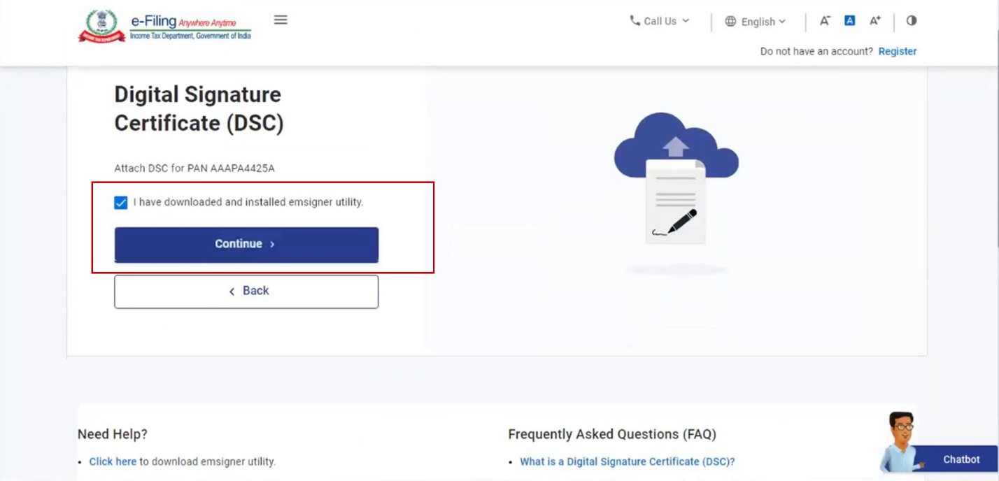 e-Filing Anywhere Anytime
Income Tax Department, Government of India
Call Us
English
A-
A
A+
Do not have an account? Register
Digital Signature
Certificate (DSC)
Attach DSC for PAN AAAPA4425A
I have downloaded and installed emsigner utility.
Continue >
< Back
Need Help?
• Click here to download emsigner utility.
Frequently Asked Questions (FAQ)
• What is a Digital Signature Certificate (DSC)?
Chatbot